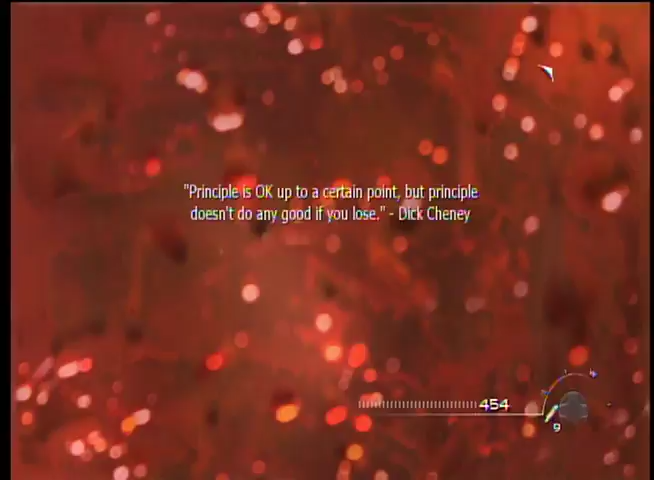 "Principle is OK up to a certain point, but principle
doesn't do any good if you lose." - Dick Cheney
454
9